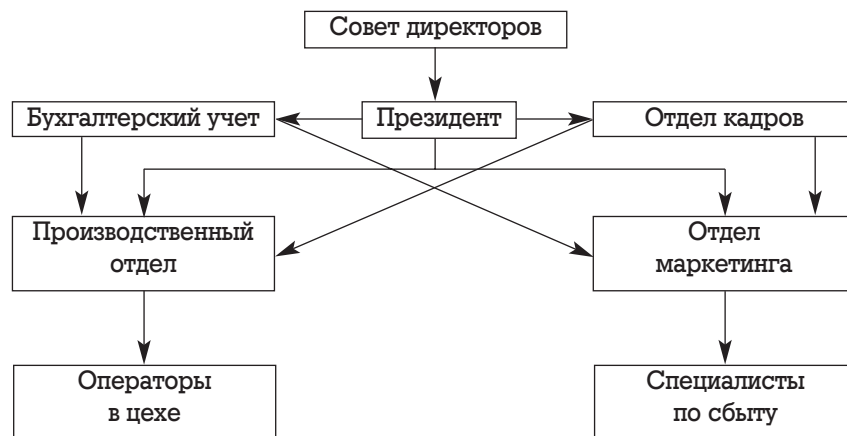 Совет директоров
Бухгалтерский учет
Президент
Отдел кадров
Производственный
отдел
Отдел
маркетинга
Операторы
в цехе
Специалисты
по сбыту